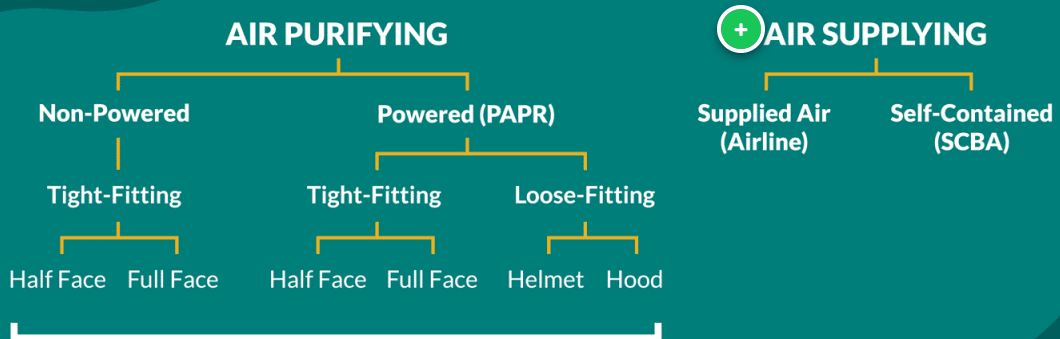 AIR PURIFYING
AIR SUPPLYING
Non-Powered
Powered (PAPR)
Supplied Air
(Airline)
Self-Contained
(SCBA)
Tight-Fitting
Tight-Fitting
Loose-Fitting
Half Face
Full Face
Half Face
Full Face
Helmet
Hood